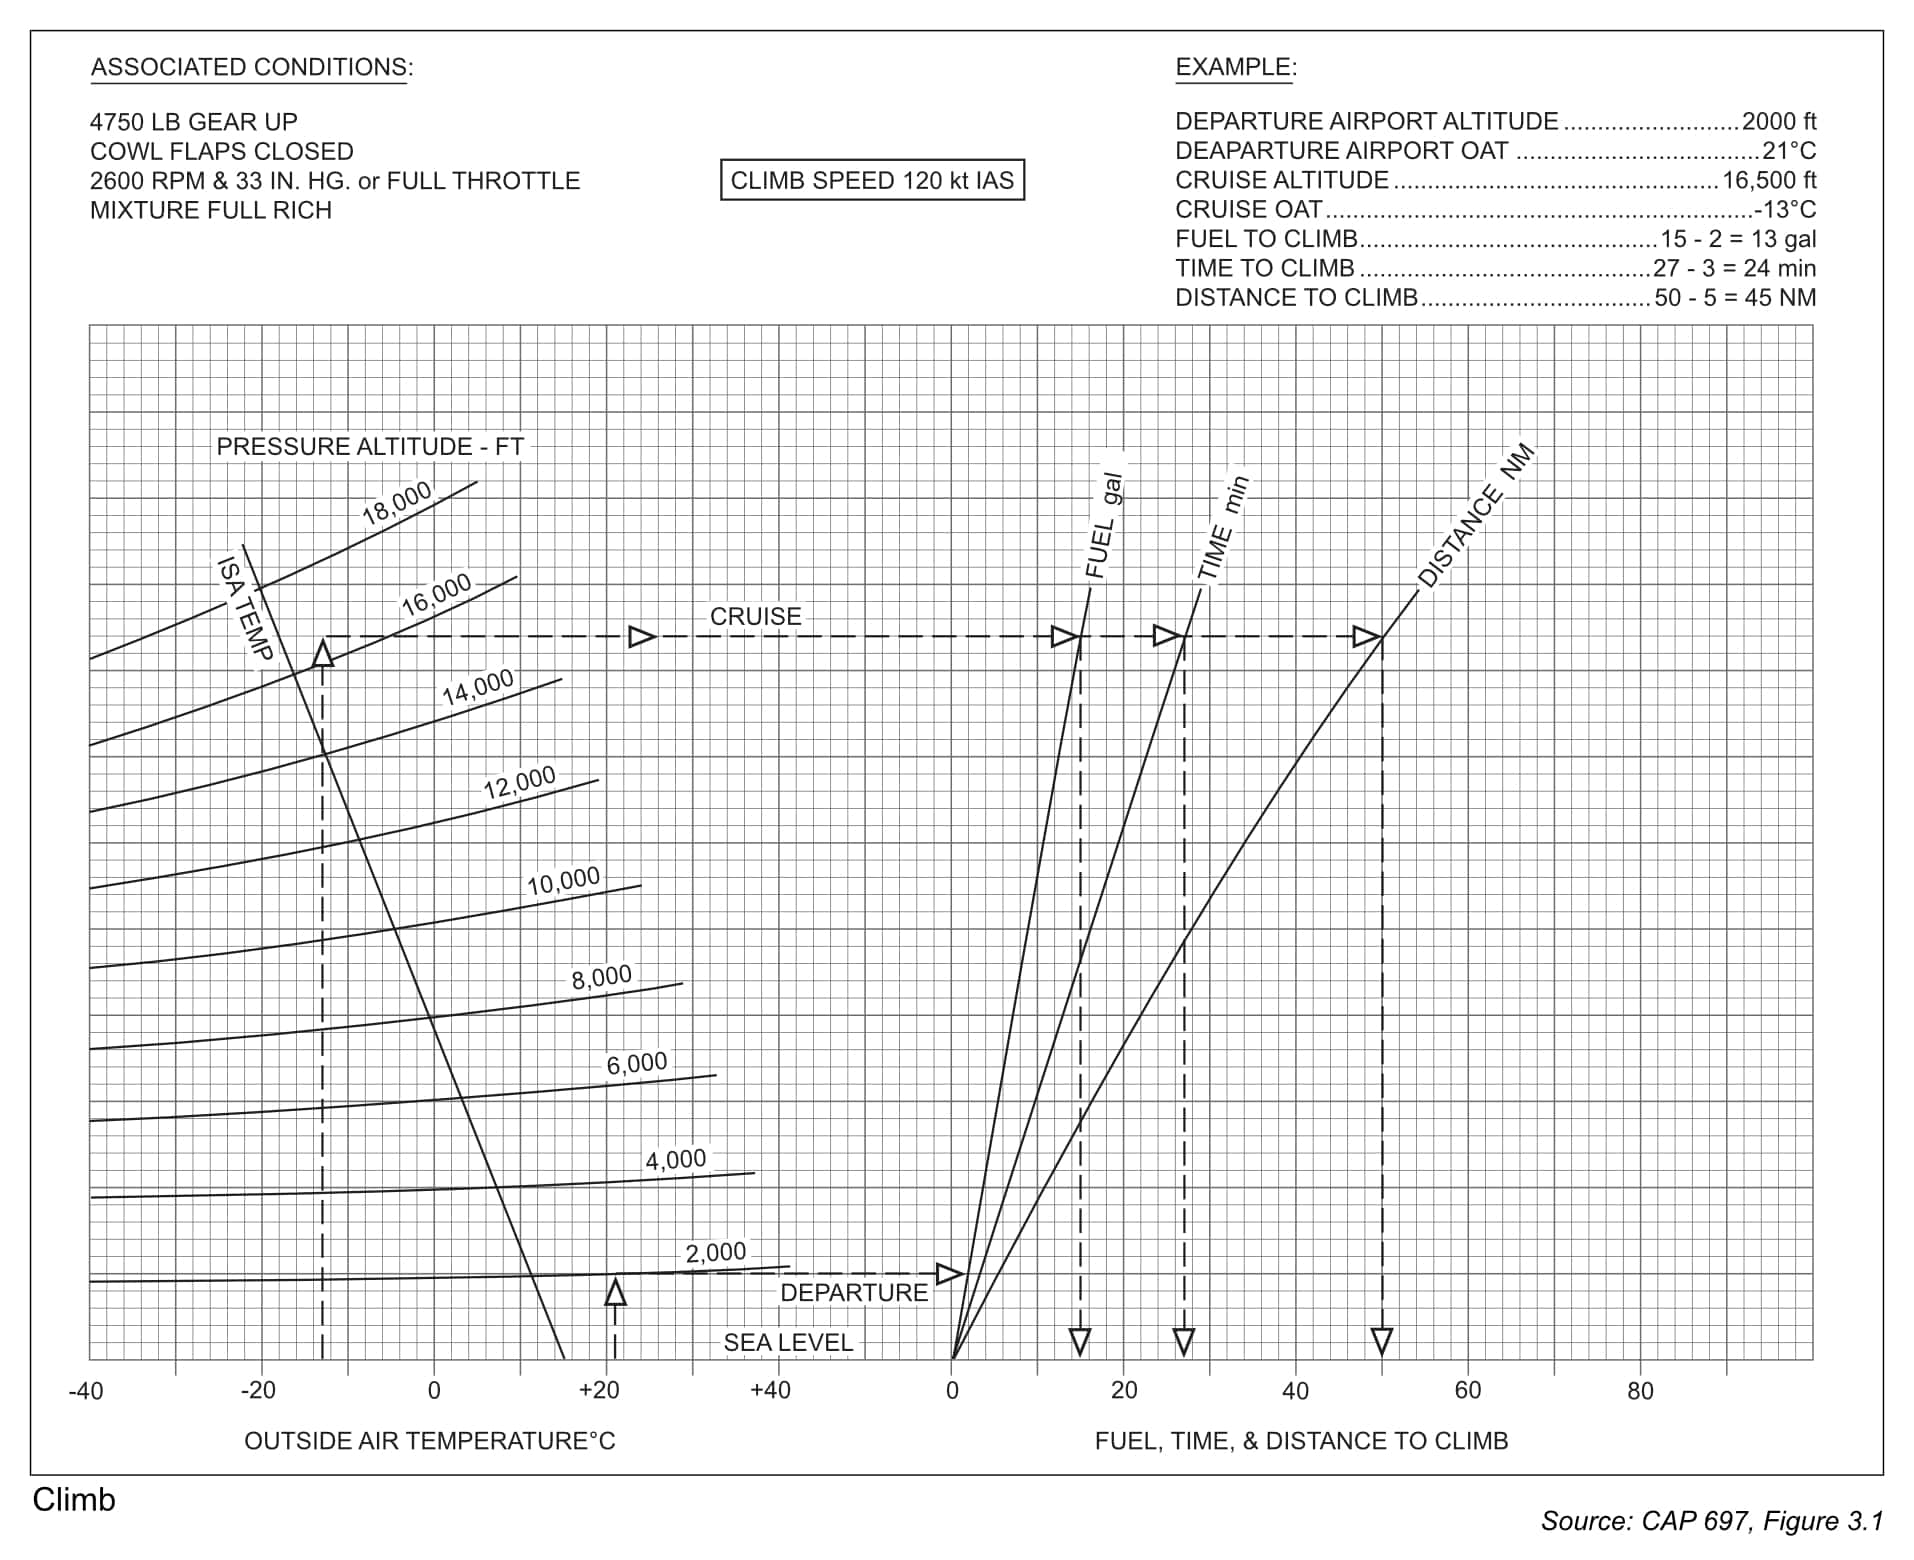 ASSOCIATED CONDITIONS:
4750 LB GEAR UP
COWL FLAPS CLOSED
2600 RPM & 33 IN. HG. or FULL THROTTLE
MIXTURE FULL RICH
CLIMB SPEED 120 kt IAS
EXAMPLE:
DEPARTURE AIRPORT ALTITUDE..........................2000 ft
DEAPARTURE AIRPORT OAT ....................................21°C
CRUISE ALTITUDE................................................16,500 ft
CRUISE OAT...............................................................-13°C
FUEL TO CLIMB............................................15 - 2 = 13 gal
TIME TO CLIMB...........................................27 - 3 = 24 min
DISTANCE TO CLIMB..................................50 - 5 = 45 NM
PRESSURE ALTITUDE - FT
18,000
ISA TEMP
16,000
14,000
12,000
10,000
8,000
6,000
4,000
2,000
CRUISE
DEPARTURE
SEA LEVEL
FUEL gal
TIME min
DISTANCE NM
-40 -20 0 +20 +40 0 20 40 60 80
OUTSIDE AIR TEMPERATURE°C
FUEL, TIME, & DISTANCE TO CLIMB
Climb
Source: CAP 697, Figure 3.1